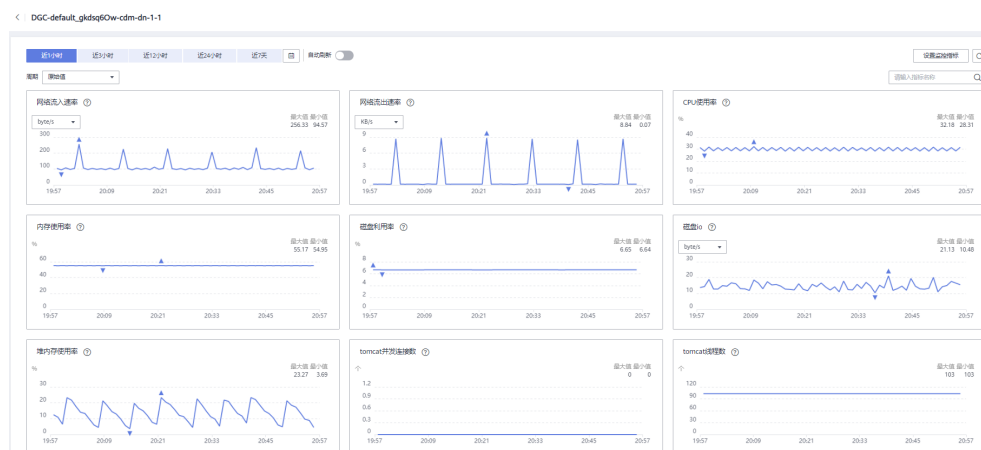 DGC-default_gkdsq6Ow-cdm-dn-1-1
近1小时 近3小时 近12小时 近24小时 近7天 自动刷新 设置监控指标
周期 原始值 请输入指标名称
网络流入速率
byte/s
最大值 最小值
256.33 94.57
300
200
100
0
19:57 20:09 20:21 20:33 20:45 20:57
网络流出速率
KB/s
最大值 最小值
8.84 0.07
9
6
3
0
19:57 20:09 20:21 20:33 20:45 20:57
CPU使用率
%
最大值 最小值
32.18 28.31
40
30
20
10
0
19:57 20:09 20:21 20:33 20:45 20:57
内存使用率
%
最大值 最小值
55.17 54.95
60
40
20
0
19:57 20:09 20:21 20:33 20:45 20:57
磁盘利用率
%
最大值 最小值
6.65 6.64
8
6
4
2
0
19:57 20:09 20:21 20:33 20:45 20:57
磁盘io
byte/s
最大值 最小值
21.13 10.48
30
20
10
0
19:57 20:09 20:21 20:33 20:45 20:57
堆内存使用率
%
最大值 最小值
23.27 3.69
30
20
10
0
19:57 20:09 20:21 20:33 20:45 20:57
tomcat并发连接数
个
最大值 最小值
0 0
1.2
0.9
0.6
0.3
0
19:57 20:09 20:21 20:33 20:45 20:57
tomcat线程数
个
最大值 最小值
103 103
120
90
60
30
0
19:57 20:09 20:21 20:33 20:45 20:57